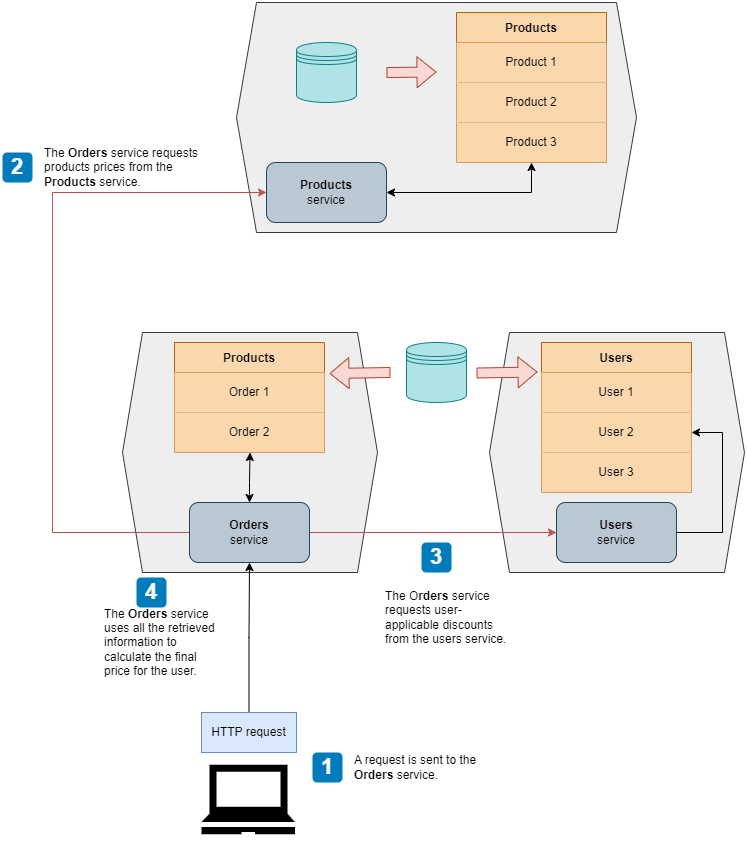 Products
Product 1
Product 2
Product 3
Products
service
2
The Orders service requests
products prices from the
Products service.
Products
Order 1
Order 2
Orders
service
Users
User 1
User 2
User 3
Users
service
3
The Orders service
requests user-
applicable discounts
from the users service.
4
The Orders service
uses all the retrieved
information to
calculate the final
price for the user.
HTTP request
1
A request is sent to the
Orders service.